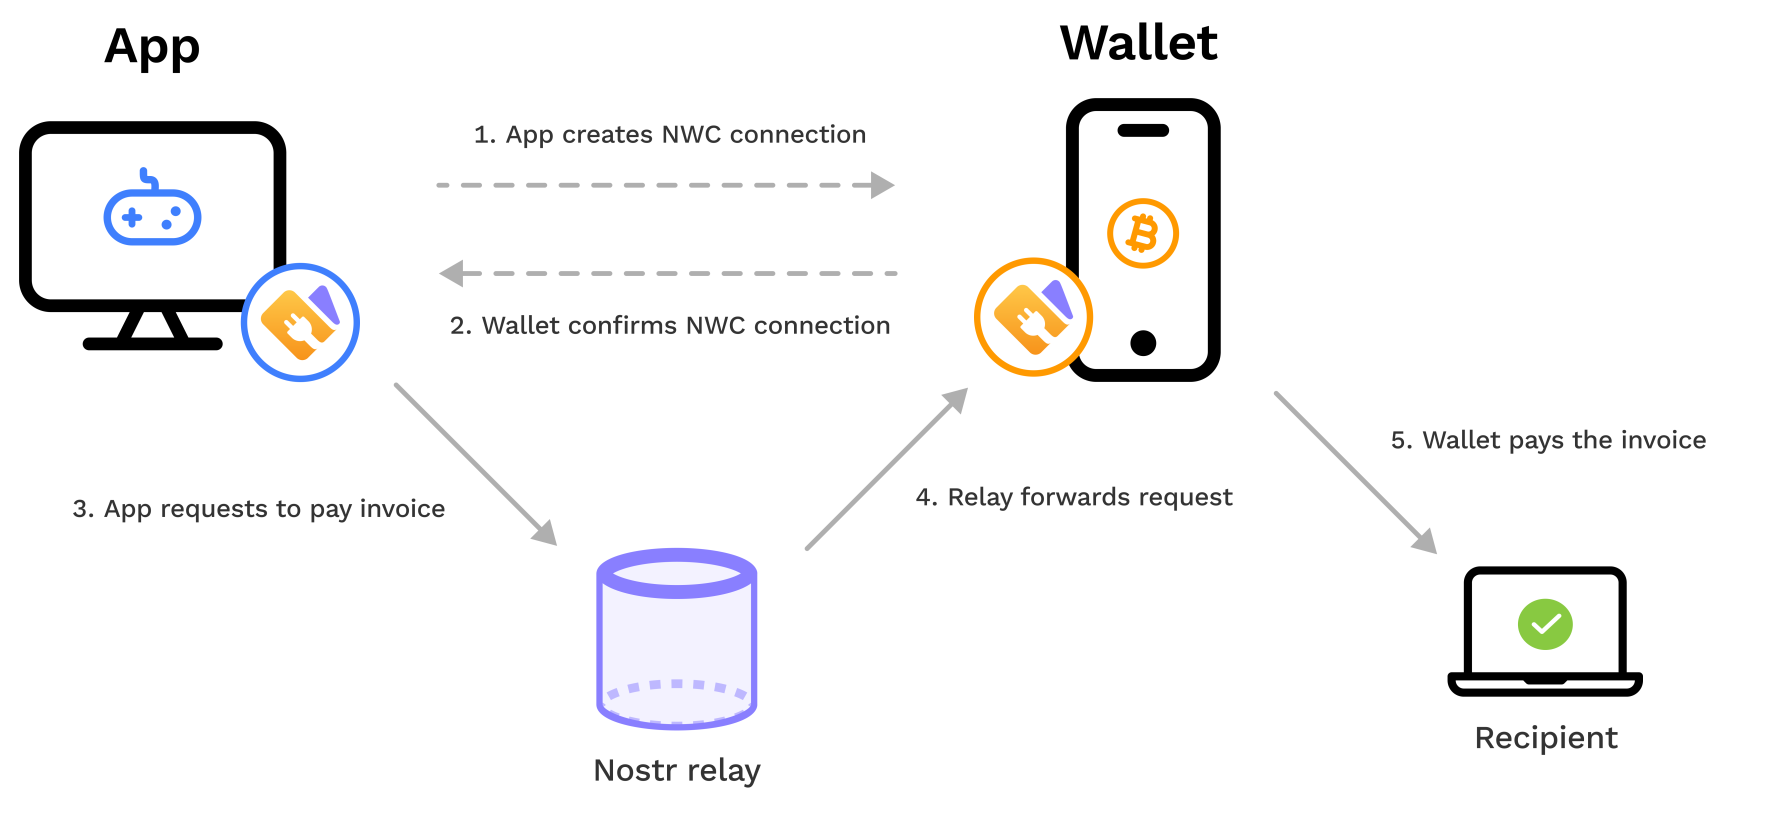 App
Wallet
1. App creates NWC connection
2. Wallet confirms NWC connection
3. App requests to pay invoice
4. Relay forwards request
5. Wallet pays the invoice
Nostr relay
Recipient